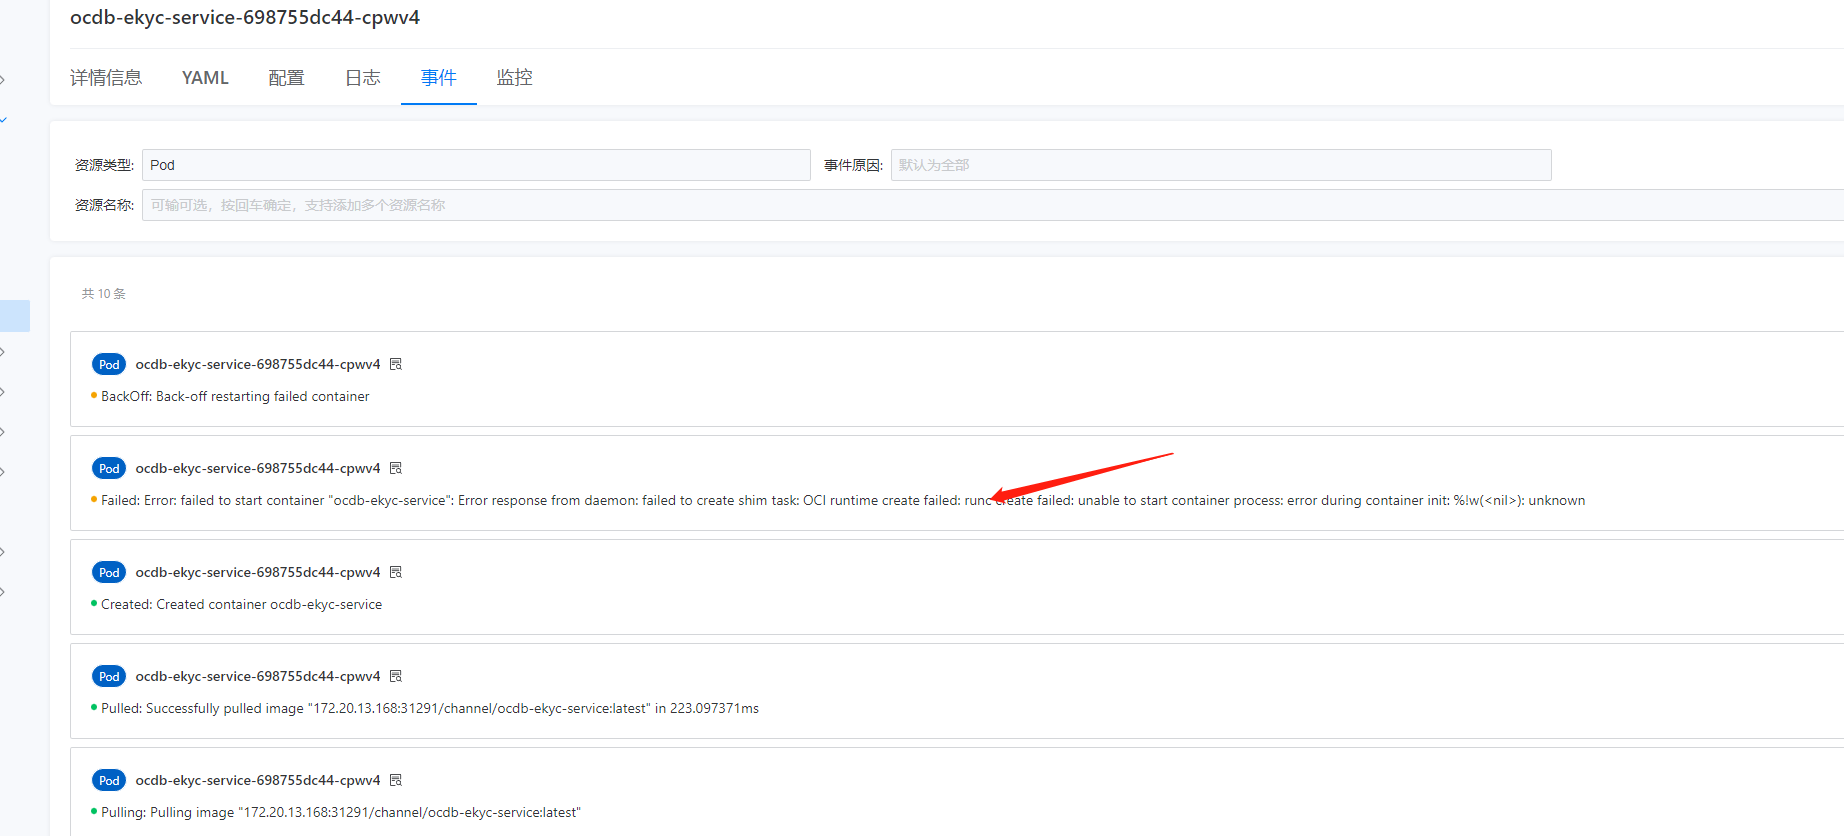 ocdb-ekyc-service-698755dc44-cpwv4
详情信息 YAML 配置 日志 事件 监控
资源类型: Pod 事件原因: 默认为全部
资源名称: 可输可选，按回车确定，支持添加多个资源名称
共 10 条
Pod ocdb-ekyc-service-698755dc44-cpwv4
BackOff: Back-off restarting failed container
Pod ocdb-ekyc-service-698755dc44-cpwv4
Failed: Error: failed to start container "ocdb-ekyc-service": Error response from daemon: failed to create shim task: OCI runtime create failed: runc create failed: unable to start container process: error during container init: %!w(<nil>): unknown
Pod ocdb-ekyc-service-698755dc44-cpwv4
Created: Created container ocdb-ekyc-service
Pod ocdb-ekyc-service-698755dc44-cpwv4
Pulled: Successfully pulled image "172.20.13.168:31291/channel/ocdb-ekyc-service:latest" in 223.097371ms
Pod ocdb-ekyc-service-698755dc44-cpwv4
Pulling: Pulling image "172.20.13.168:31291/channel/ocdb-ekyc-service:latest"